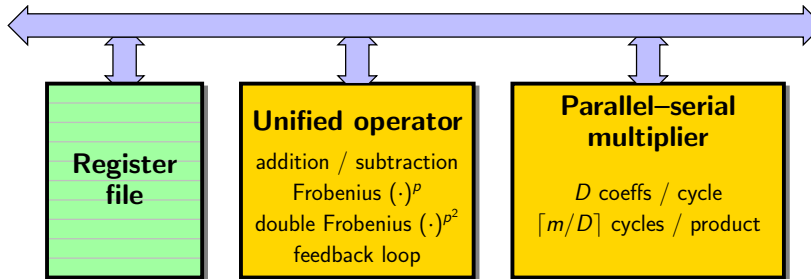 Register
file
Unified operator
addition / subtraction
Frobenius (·)^p
double Frobenius (·)^p²
feedback loop
Parallel–serial
multiplier
D coeffs / cycle
⌈m/D⌉ cycles / product